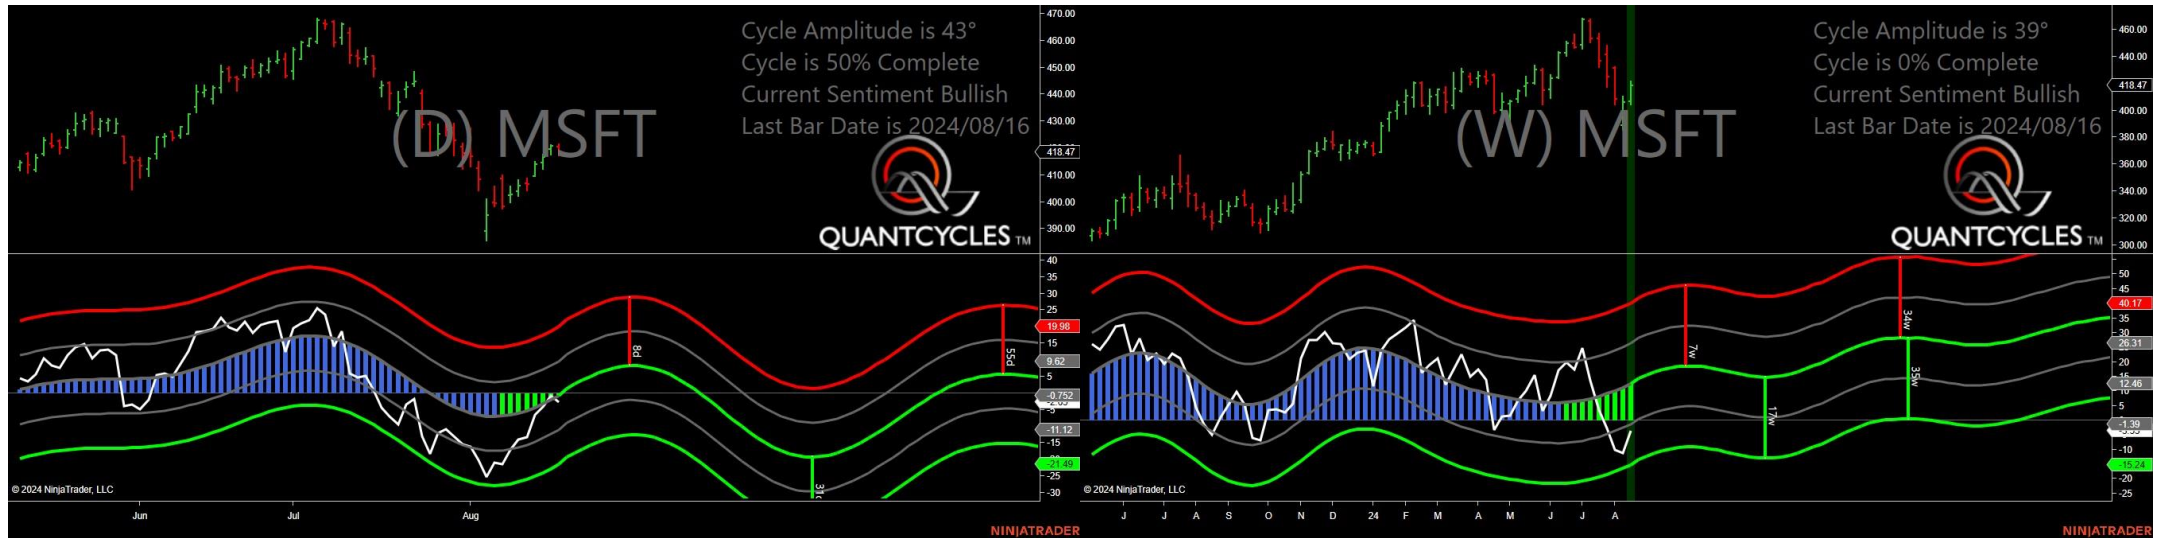 Cycle Amplitude is 43°
Cycle is 50% Complete
Current Sentiment Bullish
Last Bar Date is 2024/08/16
(D) MSFT
QUANTCYCLES TM
470.00
460.00
450.00
440.00
430.00
418.47
410.00
400.00
390.00
40
35
30
25
19.98
15
9.62
5
-0.752
-5
-11.12
-15
-21.49
-25
-30
8d
31d
55d
© 2024 NinjaTrader, LLC
Jun
Jul
Aug
NINJATRADER
Cycle Amplitude is 39°
Cycle is 0% Complete
Current Sentiment Bullish
Last Bar Date is 2024/08/16
(W) MSFT
QUANTCYCLES TM
460.00
440.00
418.47
400.00
380.00
360.00
340.00
320.00
300.00
50
45
40.17
35
30
26.31
20
15
12.46
5
-1.39
-10
-15.24
-20
-25
7w
17w
34w
35w
© 2024 NinjaTrader, LLC
J
J
A
S
O
N
D
24
F
M
A
M
J
J
A
NINJATRADER